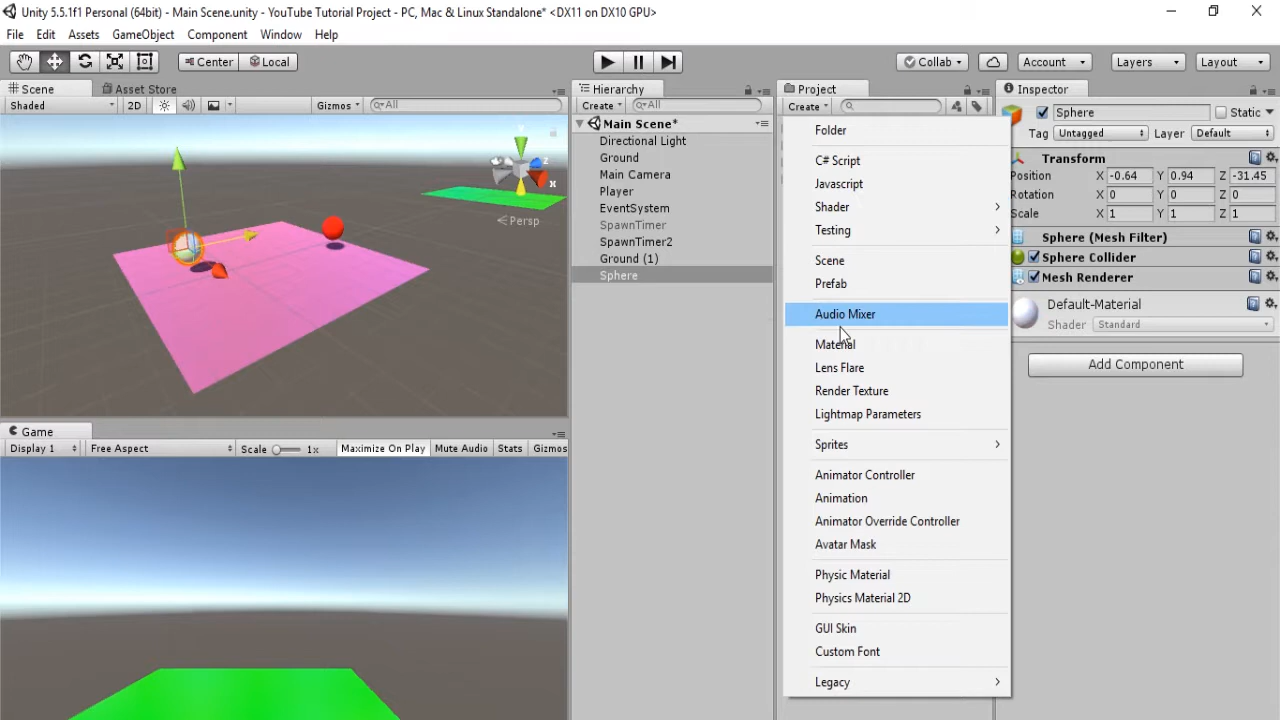 Unity 5.5.1f1 Personal (64bit) - Main Scene.unity - YouTube Tutorial Project - PC, Mac & Linux Standalone* <DX11 on DX10 GPU>
File Edit Assets GameObject Component Window Help
Center Local Collab Account Layers Layout
Scene Asset Store
Shaded 2D Gizmos All
Y Z X
Persp
Game
Display 1 Free Aspect Scale 1x Maximize On Play Mute Audio Stats Gizmos
Hierarchy
Create All
Main Scene*
Directional Light
Ground
Main Camera
Player
EventSystem
SpawnTimer
SpawnTimer2
Ground (1)
Sphere
Project
Create
Folder
C# Script
Javascript
Shader
Testing
Scene
Prefab
Audio Mixer
Material
Lens Flare
Render Texture
Lightmap Parameters
Sprites
Animator Controller
Animation
Animator Override Controller
Avatar Mask
Physic Material
Physics Material 2D
GUI Skin
Custom Font
Legacy
Inspector
Sphere Static
Tag Untagged Layer Default
Transform
Position X -0.64 Y 0.94 Z -31.45
Rotation X 0 Y 0 Z 0
Scale X 1 Y 1 Z 1
Sphere (Mesh Filter)
Sphere Collider
Mesh Renderer
Default-Material
Shader Standard
Add Component